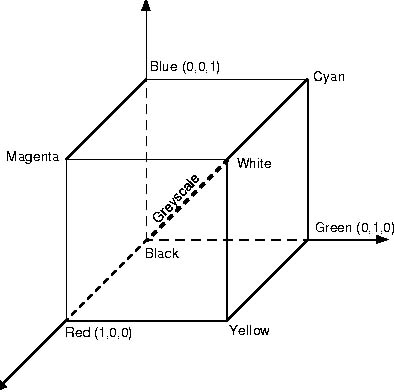 Blue (0,0,1)
Cyan
Magenta
White
Greyscale
Green (0,1,0)
Black
Red (1,0,0)
Yellow